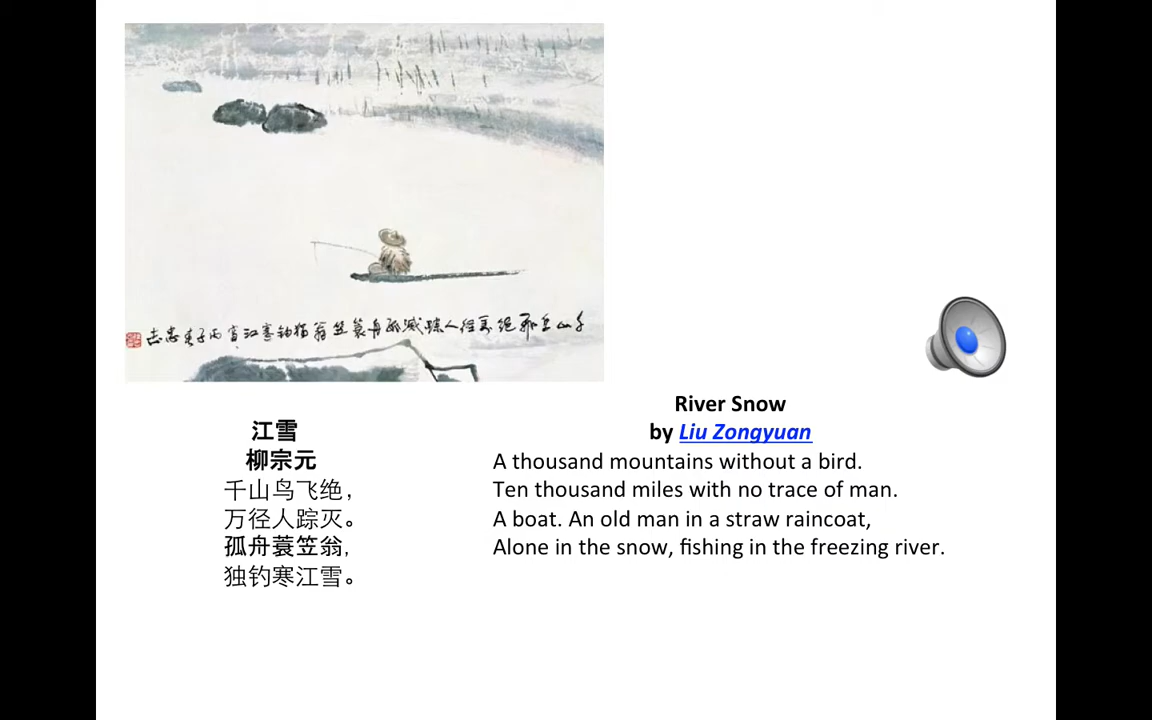 江雪
柳宗元
千山鸟飞绝，
万径人踪灭。
孤舟蓑笠翁，
独钓寒江雪。
River Snow
by Liu Zongyuan
A thousand mountains without a bird.
Ten thousand miles with no trace of man.
A boat. An old man in a straw raincoat,
Alone in the snow, fishing in the freezing river.